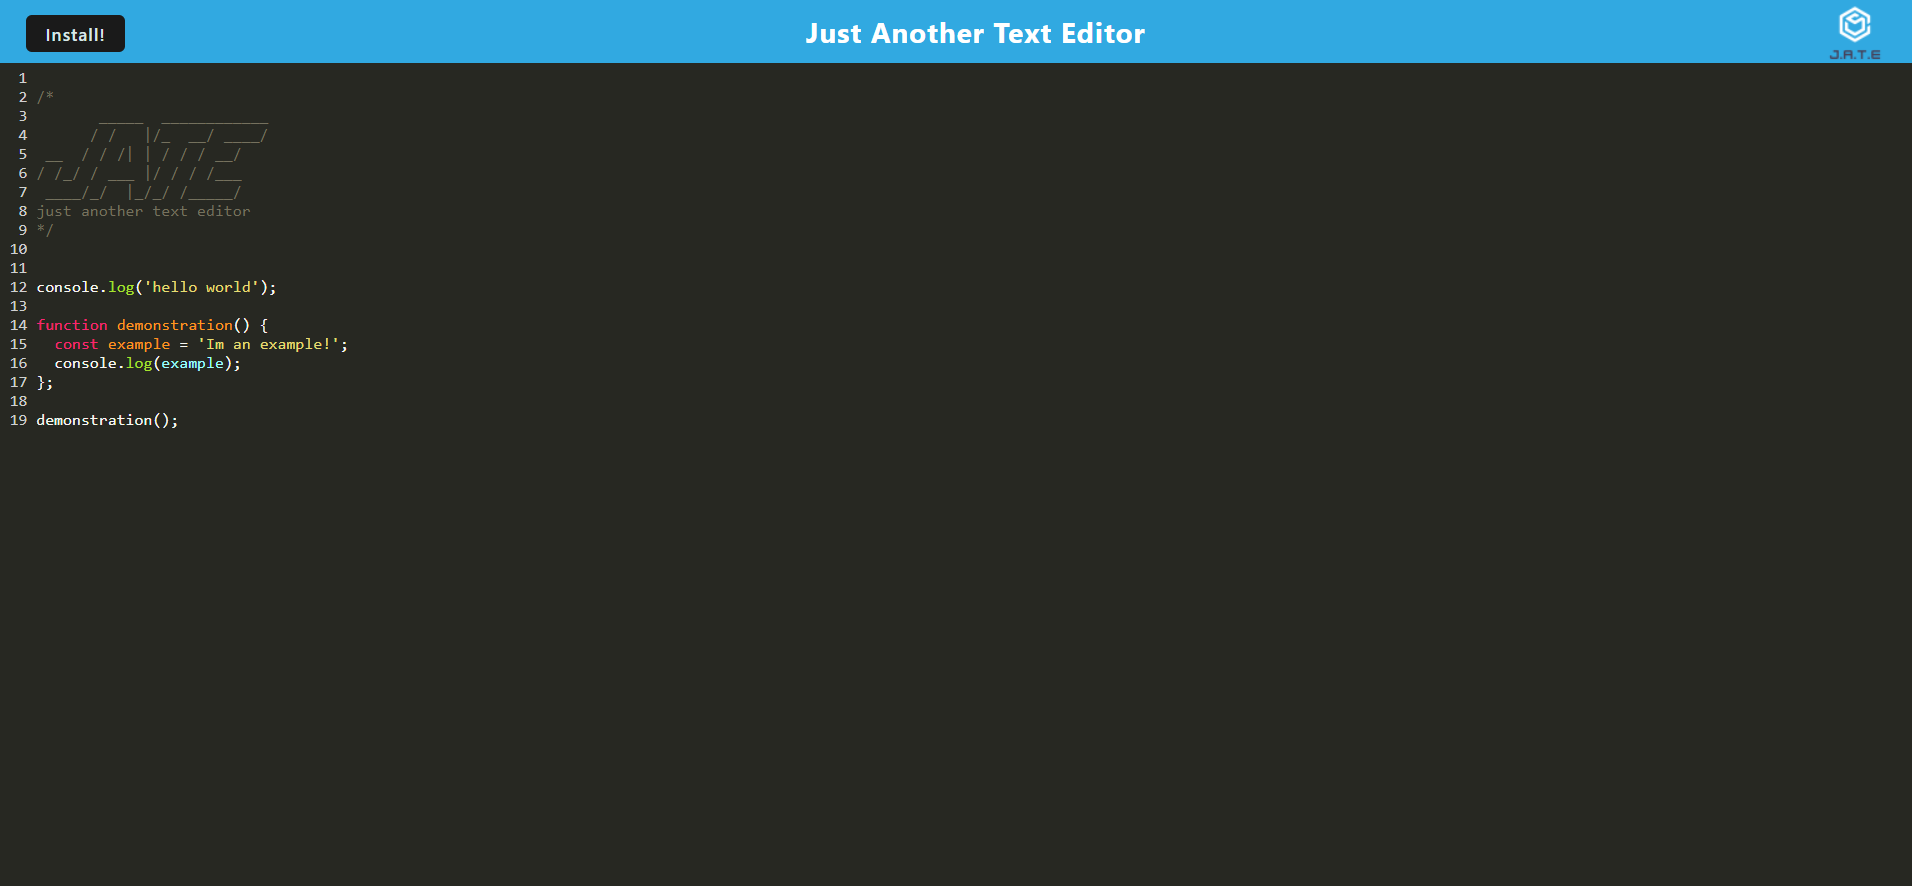 Install!
Just Another Text Editor
J.A.T.E
1
2 /*
3        _____  ____________
4       / /   |/_  __/ ____/
5  __  / / /| | / / / __/
6 / /_/ / ___ |/ / / /___
7  ____/_/  |_/_/ /_____/
8 just another text editor
9 */
10
11
12 console.log('hello world');
13
14 function demonstration() {
15   const example = 'Im an example!';
16   console.log(example);
17 };
18
19 demonstration();